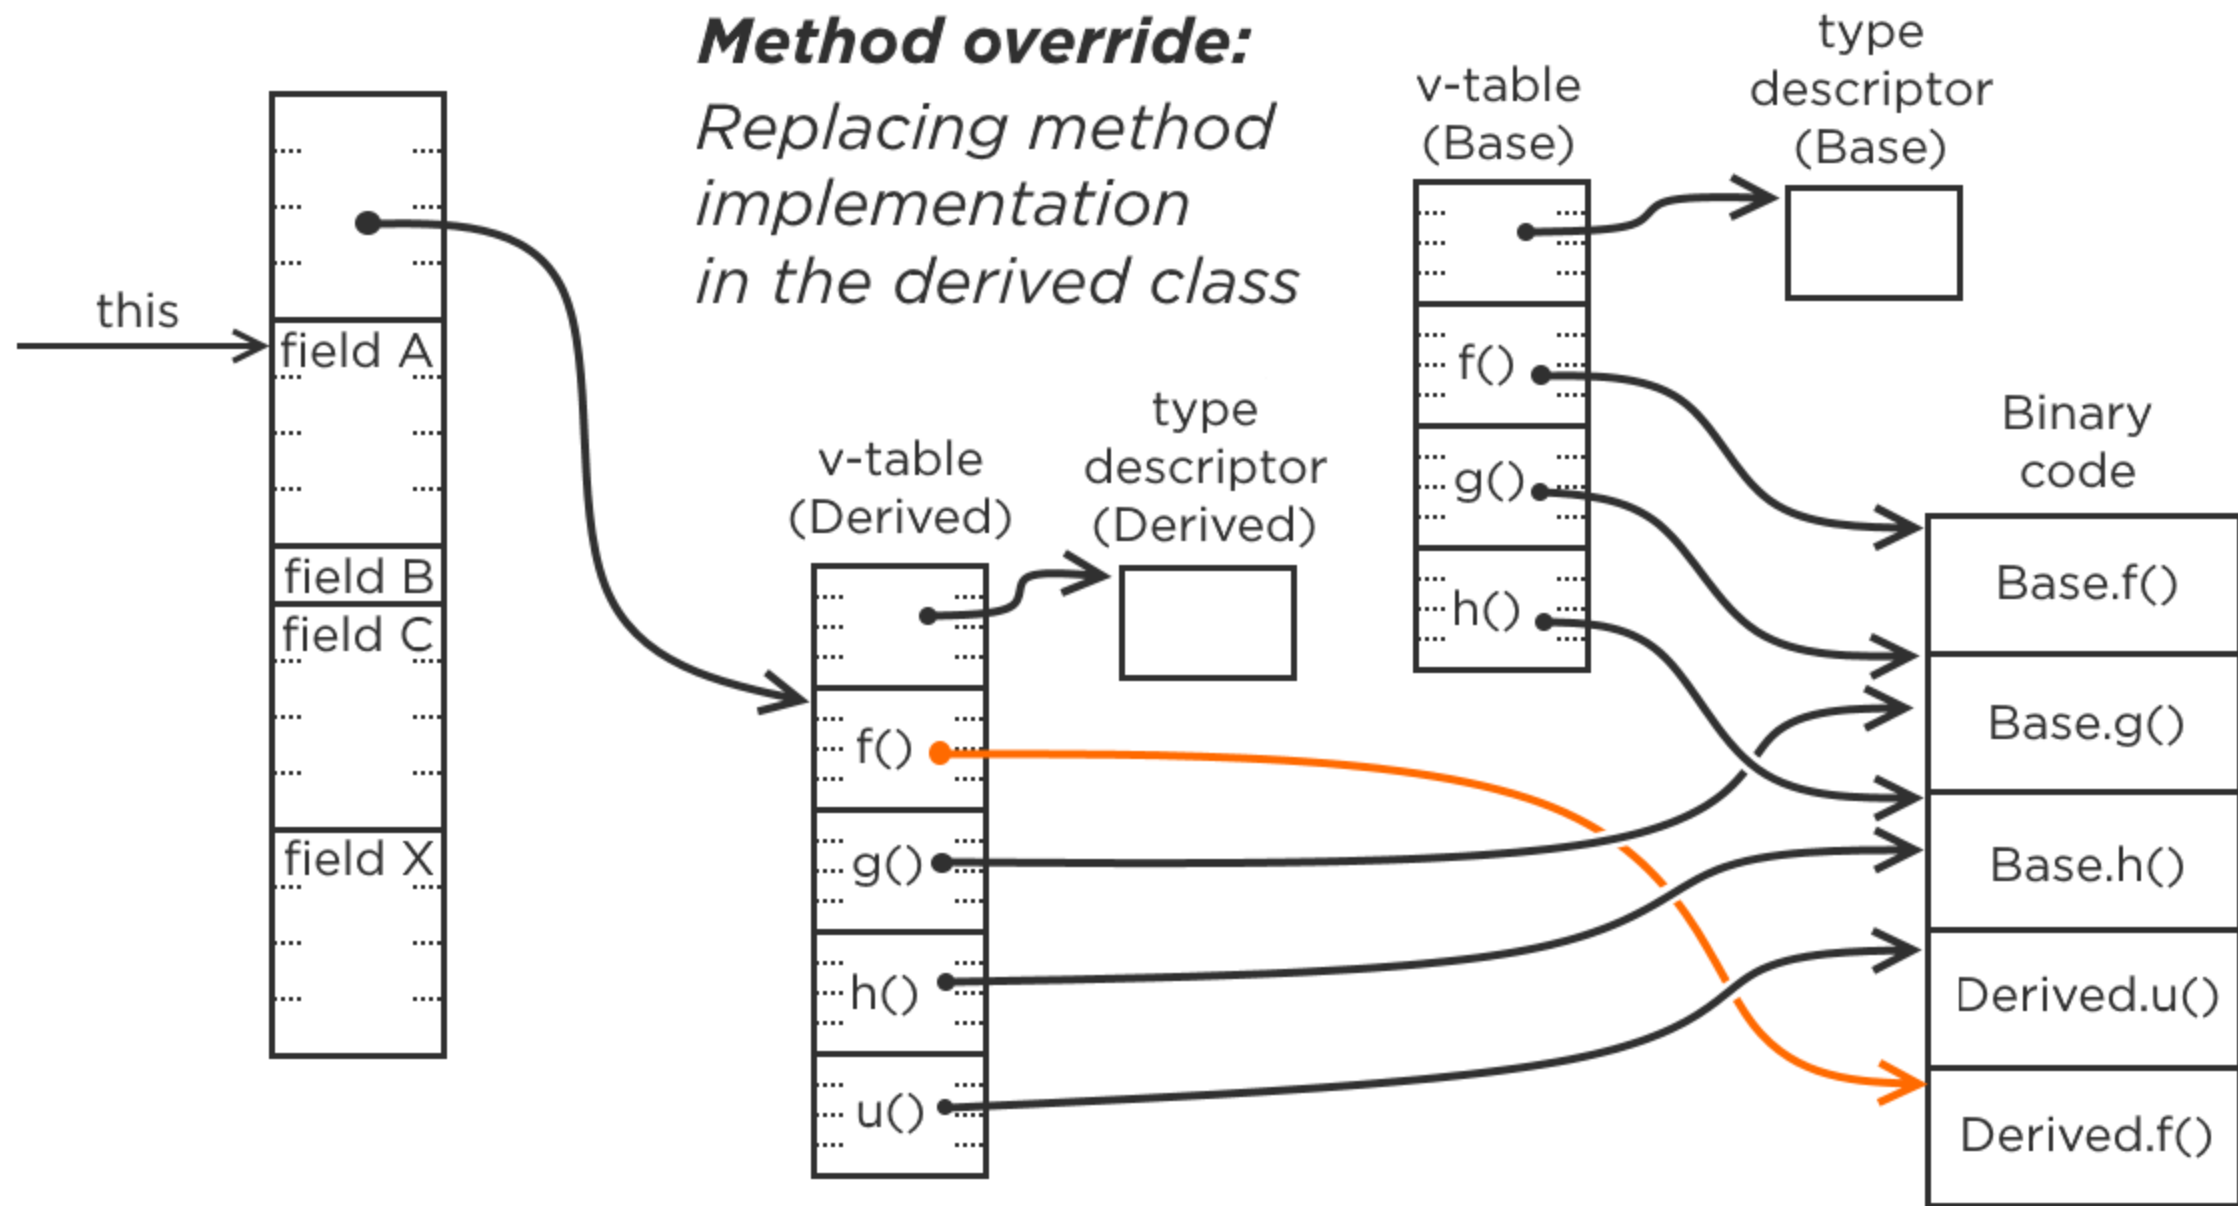 Method override:
Replacing method
implementation
in the derived class
this
field A
field B
field C
field X
v-table
(Derived)
f()
g()
h()
u()
type
descriptor
(Derived)
v-table
(Base)
f()
g()
h()
type
descriptor
(Base)
Binary
code
Base.f()
Base.g()
Base.h()
Derived.u()
Derived.f()